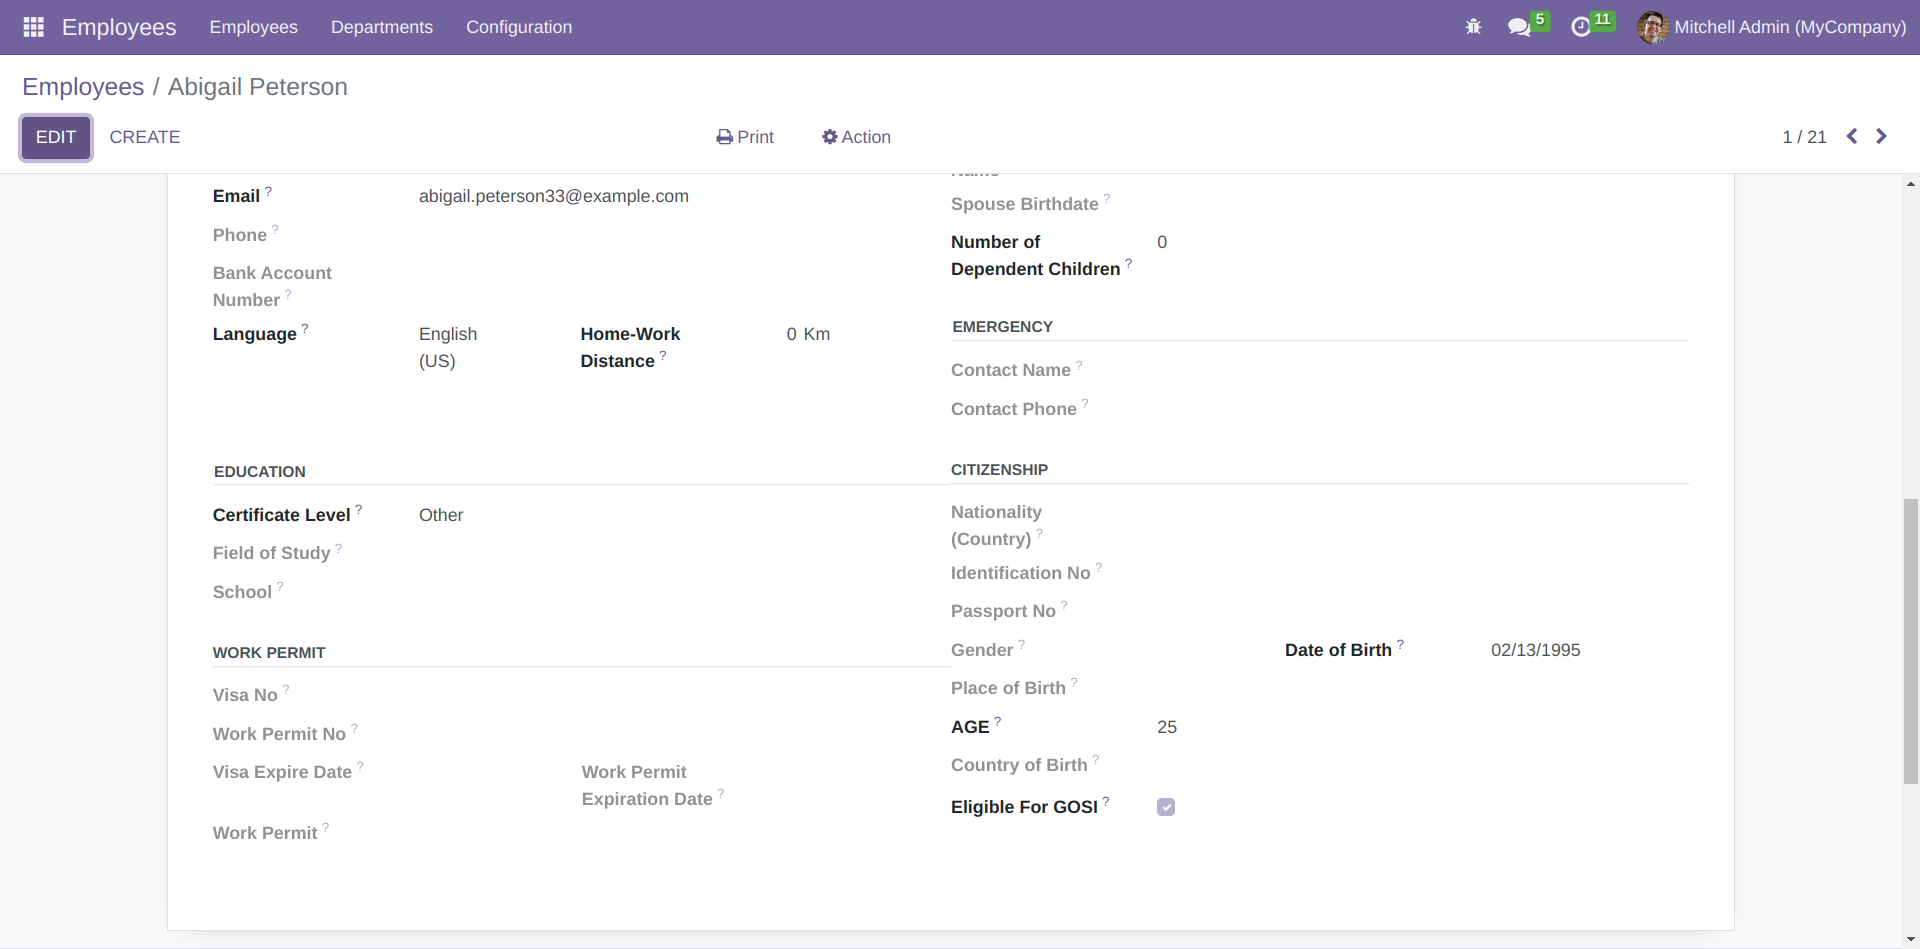 Employees Employees Departments Configuration 5 11 Mitchell Admin (MyCompany)
Employees / Abigail Peterson
EDIT CREATE Print Action 1 / 21
Email ? abigail.peterson33@example.com
Phone ?
Bank Account
Number ?
Language ? English
(US)
Home-Work
Distance ?
0 Km
Name
Spouse Birthdate ?
Number of
Dependent Children ?
0
EMERGENCY
Contact Name ?
Contact Phone ?
EDUCATION
Certificate Level ? Other
Field of Study ?
School ?
WORK PERMIT
Visa No ?
Work Permit No ?
Visa Expire Date ?
Work Permit
Expiration Date ?
Work Permit ?
CITIZENSHIP
Nationality
(Country) ?
Identification No ?
Passport No ?
Gender ? Date of Birth ? 02/13/1995
Place of Birth ?
AGE ? 25
Country of Birth ?
Eligible For GOSI ?